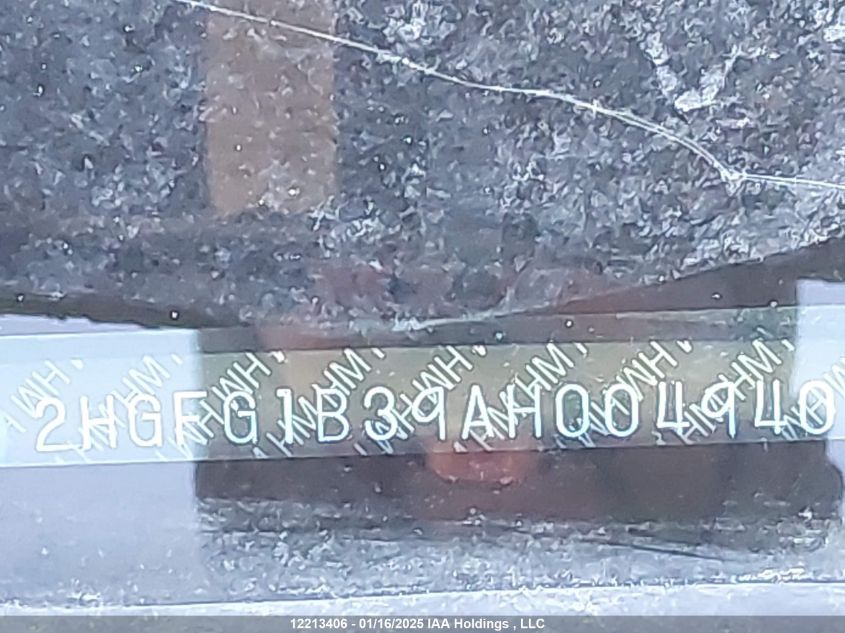 2HGFG1B39AH004940
12213406 - 01/16/2025 IAA Holdings , LLC